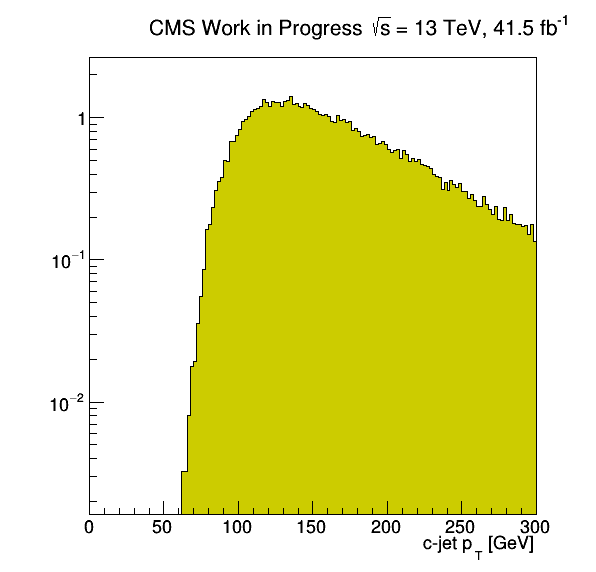 CMS Work in Progress √s = 13 TeV, 41.5 fb⁻¹
1
10⁻¹
10⁻²
0 50 100 150 200 250 300
c-jet p_T [GeV]